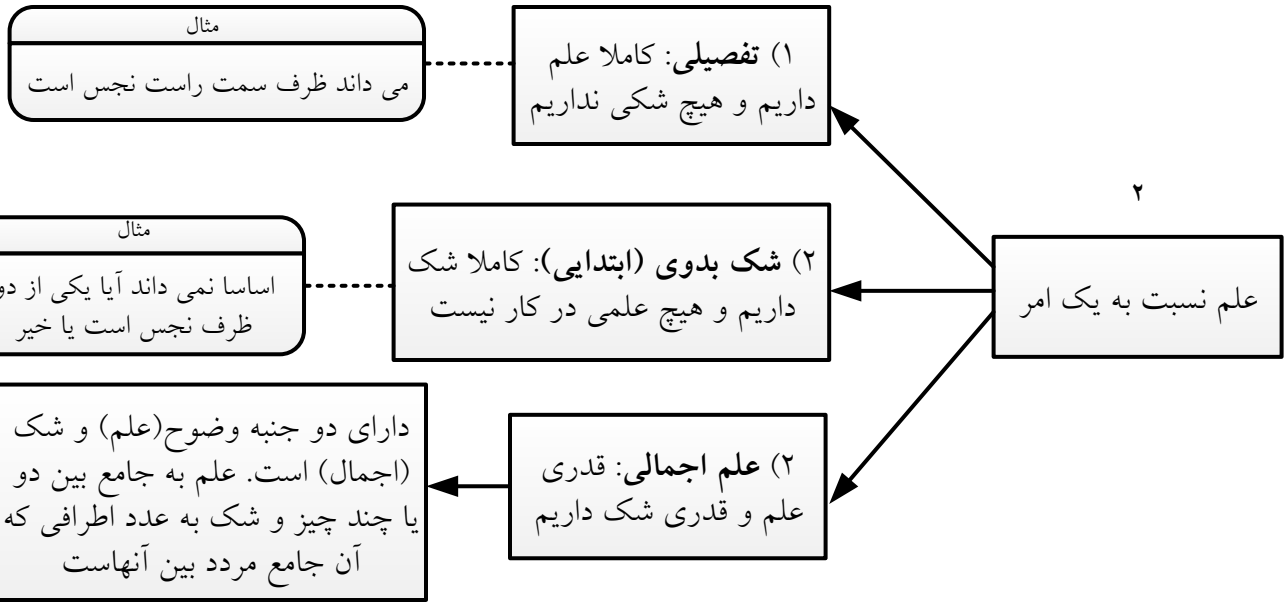 ۲
علم نسبت به یک امر
۱) تفصیلی: کاملا علم
داریم و هیچ شکی نداریم
مثال
می داند ظرف سمت راست نجس است
۲) شک بدوی (ابتدایی): کاملا شک
داریم و هیچ علمی در کار نیست
مثال
اساسا نمی داند آیا یکی از دو
ظرف نجس است یا خیر
۲) علم اجمالی: قدری
علم و قدری شک داریم
دارای دو جنبه وضوح(علم) و شک
(اجمال) است. علم به جامع بین دو
یا چند چیز و شک به عدد اطرافی که
آن جامع مردد بین آنهاست